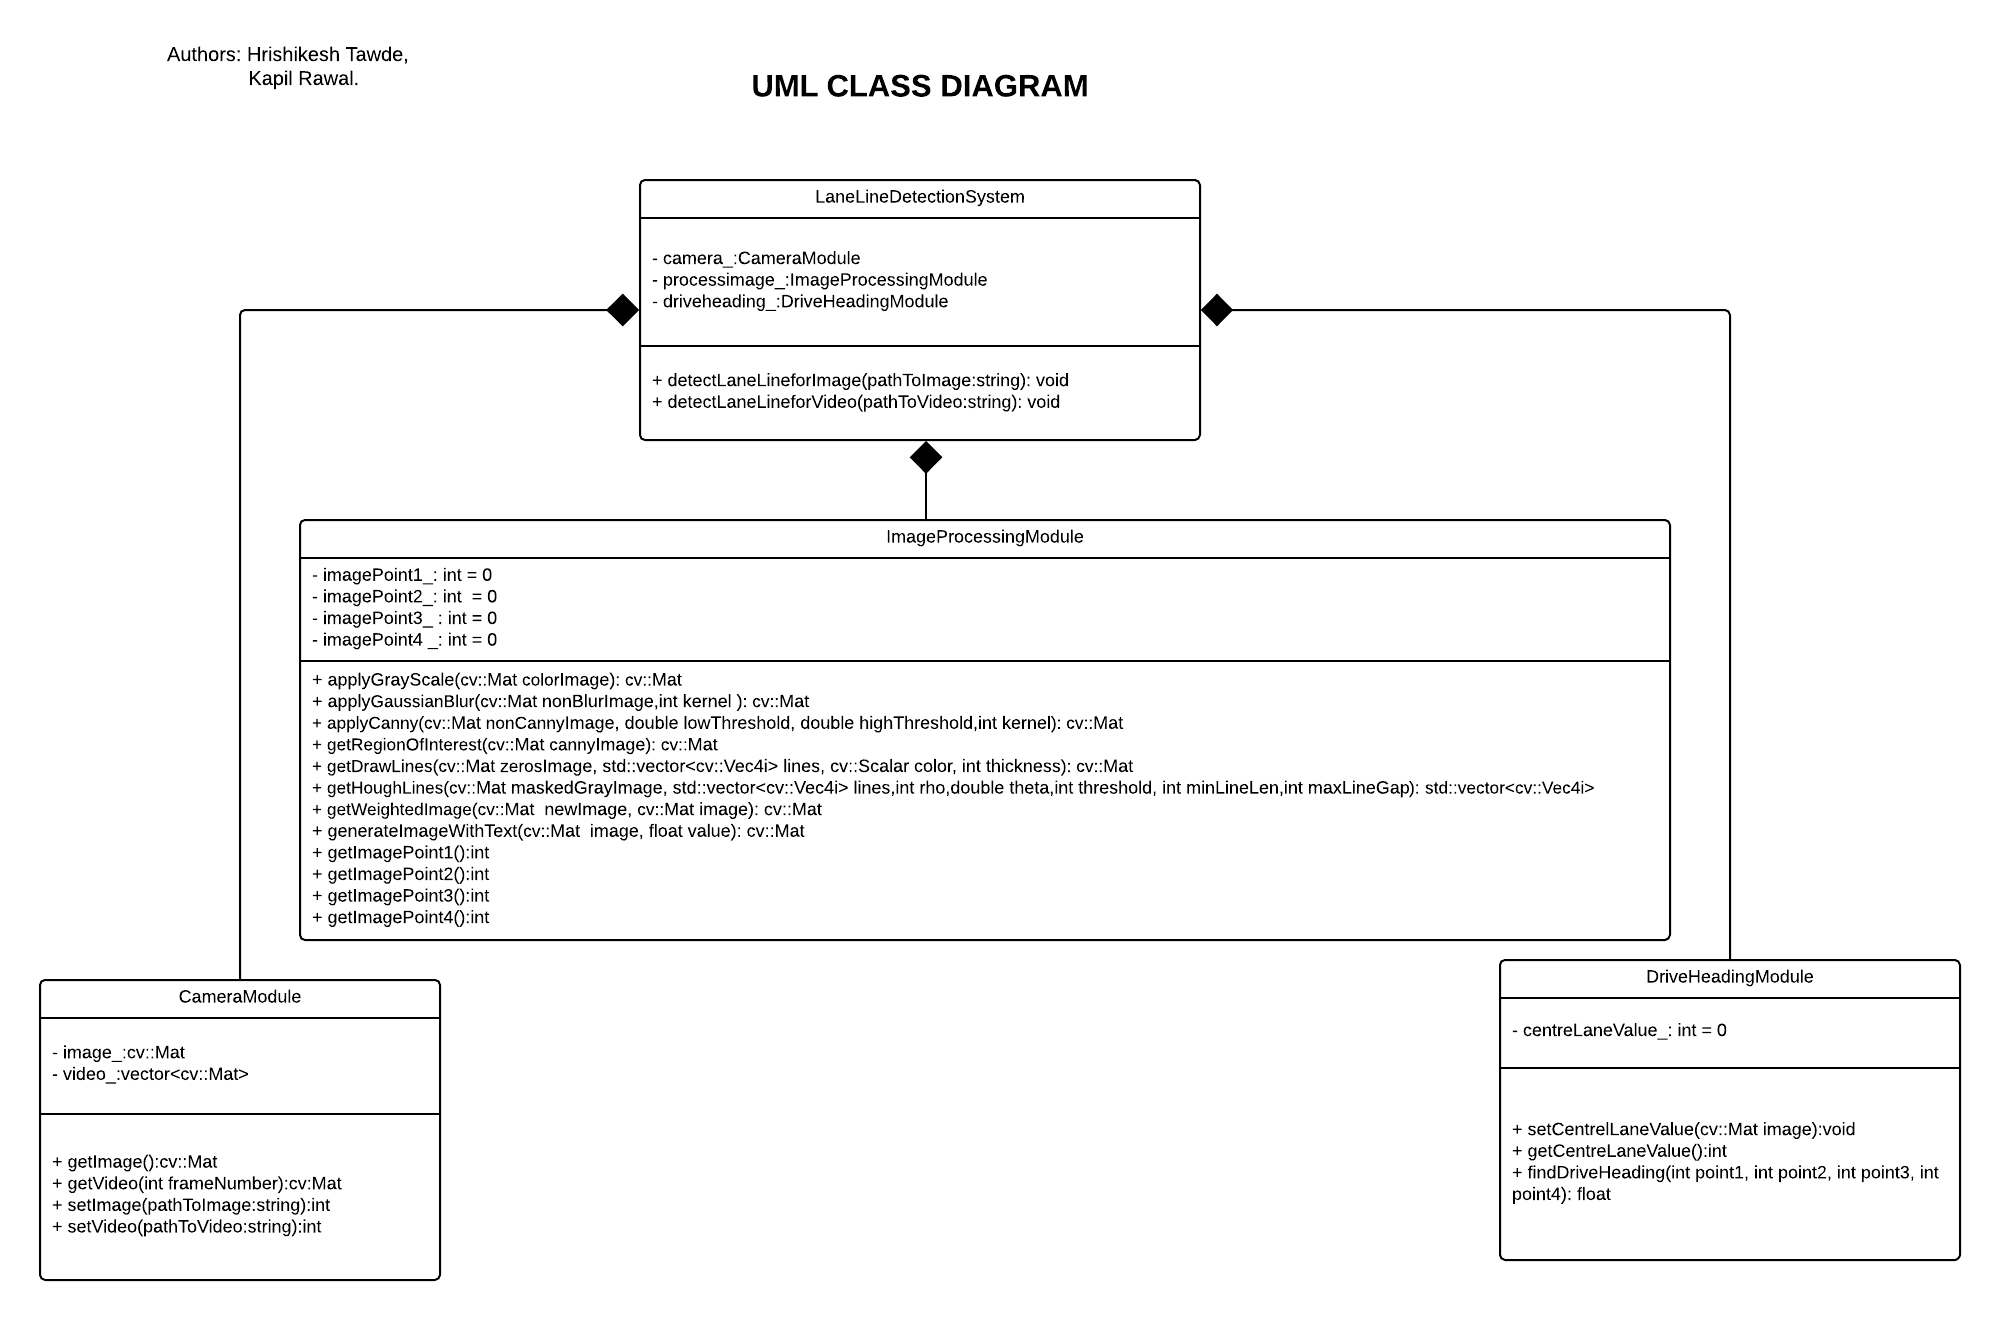 Authors: Hrishikesh Tawde,
Kapil Rawal.
UML CLASS DIAGRAM
LaneLineDetectionSystem
- camera_:CameraModule
- processimage_:ImageProcessingModule
- driveheading_:DriveHeadingModule
+ detectLaneLineforImage(pathToImage:string): void
+ detectLaneLineforVideo(pathToVideo:string): void
ImageProcessingModule
- imagePoint1_: int = 0
- imagePoint2_: int  = 0
- imagePoint3_ : int = 0
- imagePoint4 _: int = 0
+ applyGrayScale(cv::Mat colorImage): cv::Mat
+ applyGaussianBlur(cv::Mat nonBlurImage,int kernel ): cv::Mat
+ applyCanny(cv::Mat nonCannyImage, double lowThreshold, double highThreshold,int kernel): cv::Mat
+ getRegionOfInterest(cv::Mat cannyImage): cv::Mat
+ getDrawLines(cv::Mat zerosImage, std::vector<cv::Vec4i> lines, cv::Scalar color, int thickness): cv::Mat
+ getHoughLines(cv::Mat maskedGrayImage, std::vector<cv::Vec4i> lines,int rho,double theta,int threshold, int minLineLen,int maxLineGap): std::vector<cv::Vec4i>
+ getWeightedImage(cv::Mat  newImage, cv::Mat image): cv::Mat
+ generateImageWithText(cv::Mat  image, float value): cv::Mat
+ getImagePoint1():int
+ getImagePoint2():int
+ getImagePoint3():int
+ getImagePoint4():int
CameraModule
- image_:cv::Mat
- video_:vector<cv::Mat>
+ getImage():cv::Mat
+ getVideo(int frameNumber):cv:Mat
+ setImage(pathToImage:string):int
+ setVideo(pathToVideo:string):int
DriveHeadingModule
- centreLaneValue_: int = 0
+ setCentrelLaneValue(cv::Mat image):void
+ getCentreLaneValue():int
+ findDriveHeading(int point1, int point2, int point3, int
point4): float